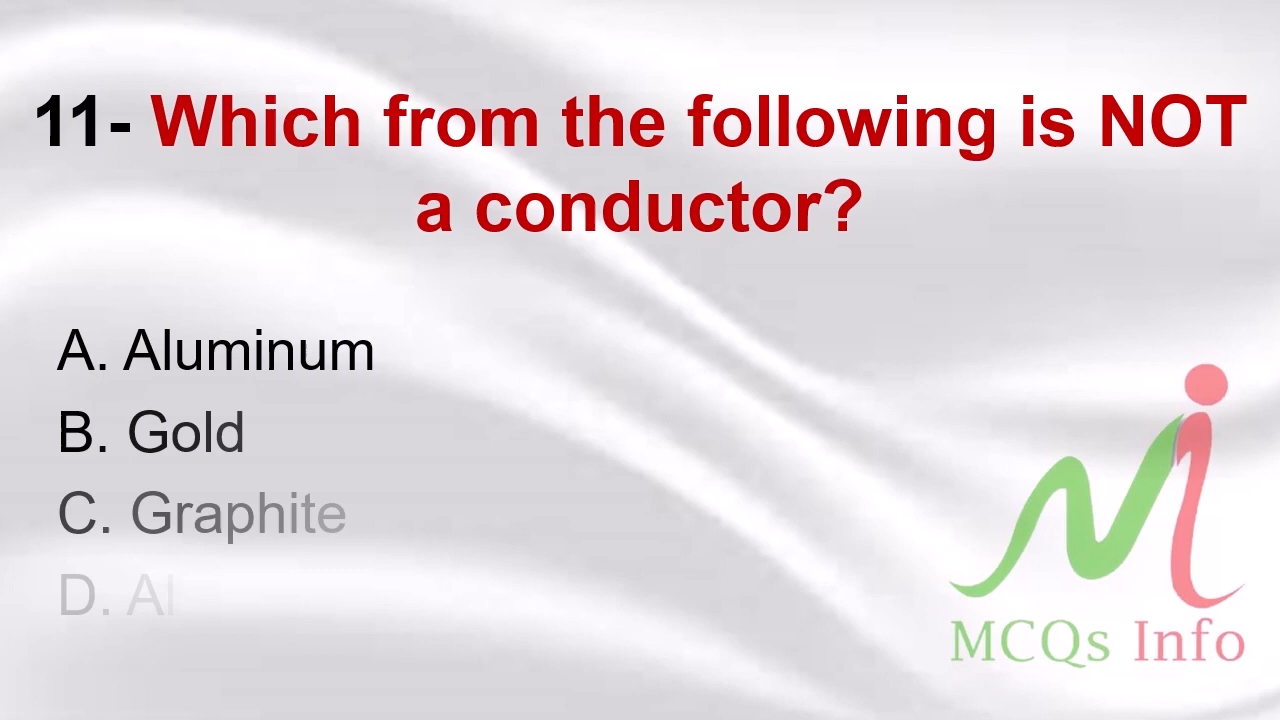 11- Which from the following is NOT
a conductor?
A. Aluminum
B. Gold
C. Graphite
D. Al
MCQs Info